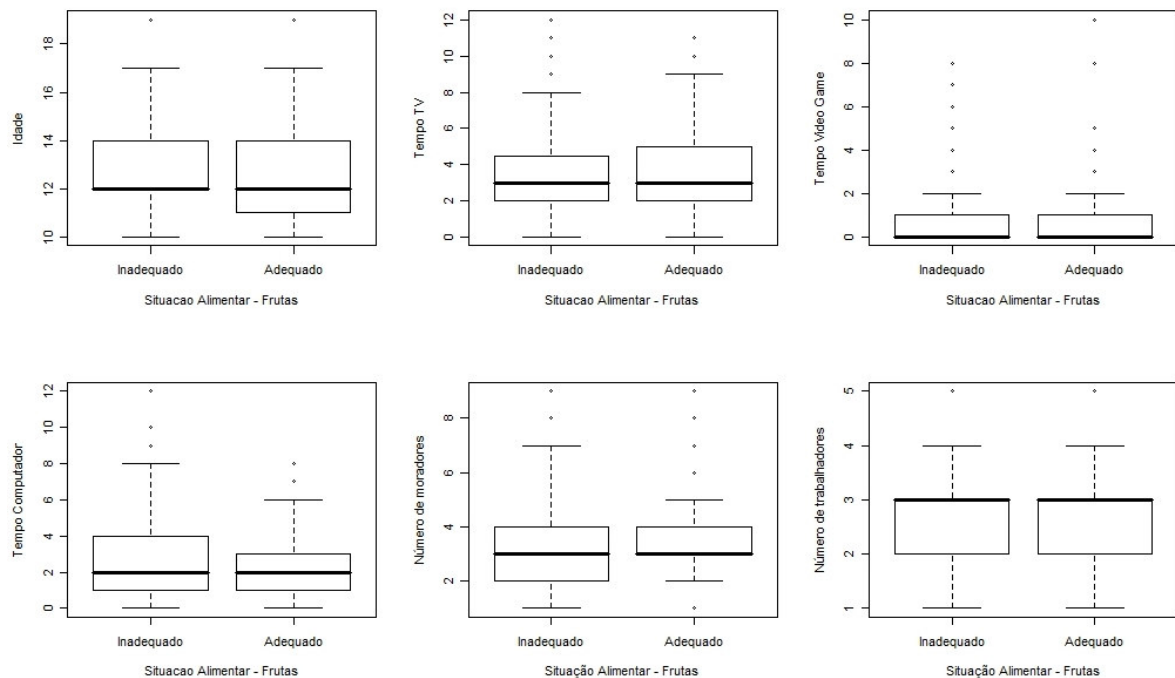 Idade
18
16
14
12
10
Inadequado Adequado
Situacao Alimentar - Frutas
Tempo TV
12
10
8
6
4
2
0
Inadequado Adequado
Situacao Alimentar - Frutas
Tempo Video Game
10
8
6
4
2
0
Inadequado Adequado
Situacao Alimentar - Frutas
Tempo Computador
12
10
8
6
4
2
0
Inadequado Adequado
Situacao Alimentar - Frutas
Número de moradores
8
6
4
2
Inadequado Adequado
Situação Alimentar - Frutas
Número de trabalhadores
5
4
3
2
1
Inadequado Adequado
Situação Alimentar - Frutas